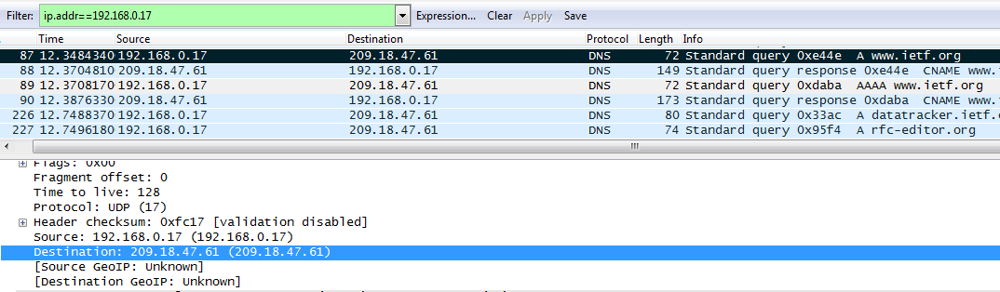 Filter: ip.addr==192.168.0.17 Expression... Clear Apply Save
Time Source Destination Protocol Length Info
87 12.3484340 192.168.0.17 209.18.47.61 DNS 72 Standard query 0xe44e A www.ietf.org
88 12.3704810 209.18.47.61 192.168.0.17 DNS 149 Standard query response 0xe44e CNAME www.
89 12.3708170 192.168.0.17 209.18.47.61 DNS 72 Standard query 0xdaba AAAA www.ietf.org
90 12.3876330 209.18.47.61 192.168.0.17 DNS 173 Standard query response 0xdaba CNAME www.
226 12.7488370 192.168.0.17 209.18.47.61 DNS 80 Standard query 0x33ac A datatracker.ietf.
227 12.7496180 192.168.0.17 209.18.47.61 DNS 74 Standard query 0x95f4 A rfc-editor.org
Flags: 0x00
Fragment offset: 0
Time to live: 128
Protocol: UDP (17)
Header checksum: 0xfc17 [validation disabled]
Source: 192.168.0.17 (192.168.0.17)
Destination: 209.18.47.61 (209.18.47.61)
[Source GeoIP: Unknown]
[Destination GeoIP: Unknown]